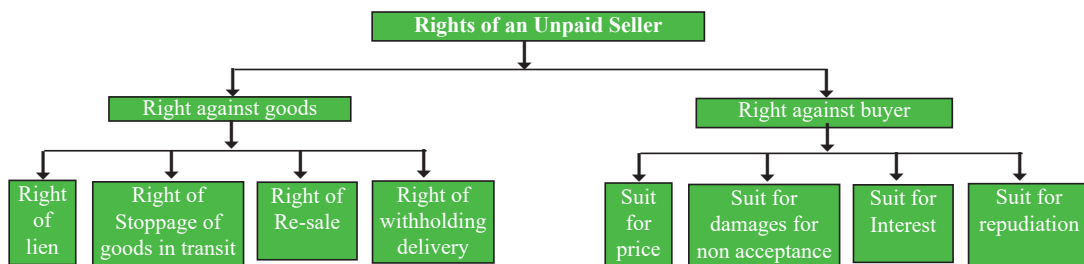 Rights of an Unpaid Seller
Right against goods
Right against buyer
Right
of
lien
Right of
Stoppage of
goods in transit
Right of
Re-sale
Right of
withholding
delivery
Suit
for
price
Suit for
damages for
non acceptance
Suit for
Interest
Suit for
repudiation